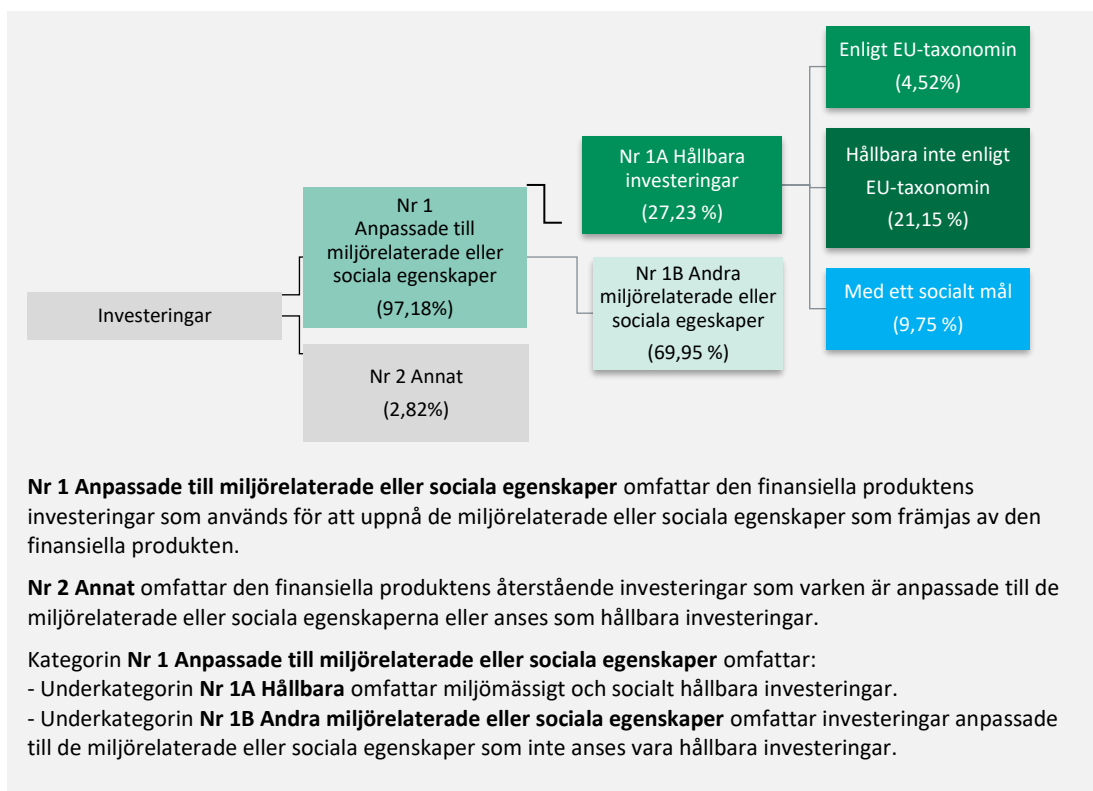 Investeringar
Nr 1
Anpassade till
miljörelaterade eller
sociala egenskaper
(97,18%)
Nr 2 Annat
(2,82%)
Nr 1A Hållbara
investeringar
(27,23 %)
Nr 1B Andra
miljörelaterade eller
sociala egeskaper
(69,95 %)
Enligt EU-taxonomin
(4,52%)
Hållbara inte enligt
EU-taxonomin
(21,15 %)
Med ett socialt mål
(9,75 %)
Nr 1 Anpassade till miljörelaterade eller sociala egenskaper omfattar den finansiella produktens
investeringar som används för att uppnå de miljörelaterade eller sociala egenskaper som främjas av den
finansiella produkten.
Nr 2 Annat omfattar den finansiella produktens återstående investeringar som varken är anpassade till de
miljörelaterade eller sociala egenskaperna eller anses som hållbara investeringar.
Kategorin Nr 1 Anpassade till miljörelaterade eller sociala egenskaper omfattar:
- Underkategorin Nr 1A Hållbara omfattar miljömässigt och socialt hållbara investeringar.
- Underkategorin Nr 1B Andra miljörelaterade eller sociala egenskaper omfattar investeringar anpassade
till de miljörelaterade eller sociala egenskaper som inte anses vara hållbara investeringar.